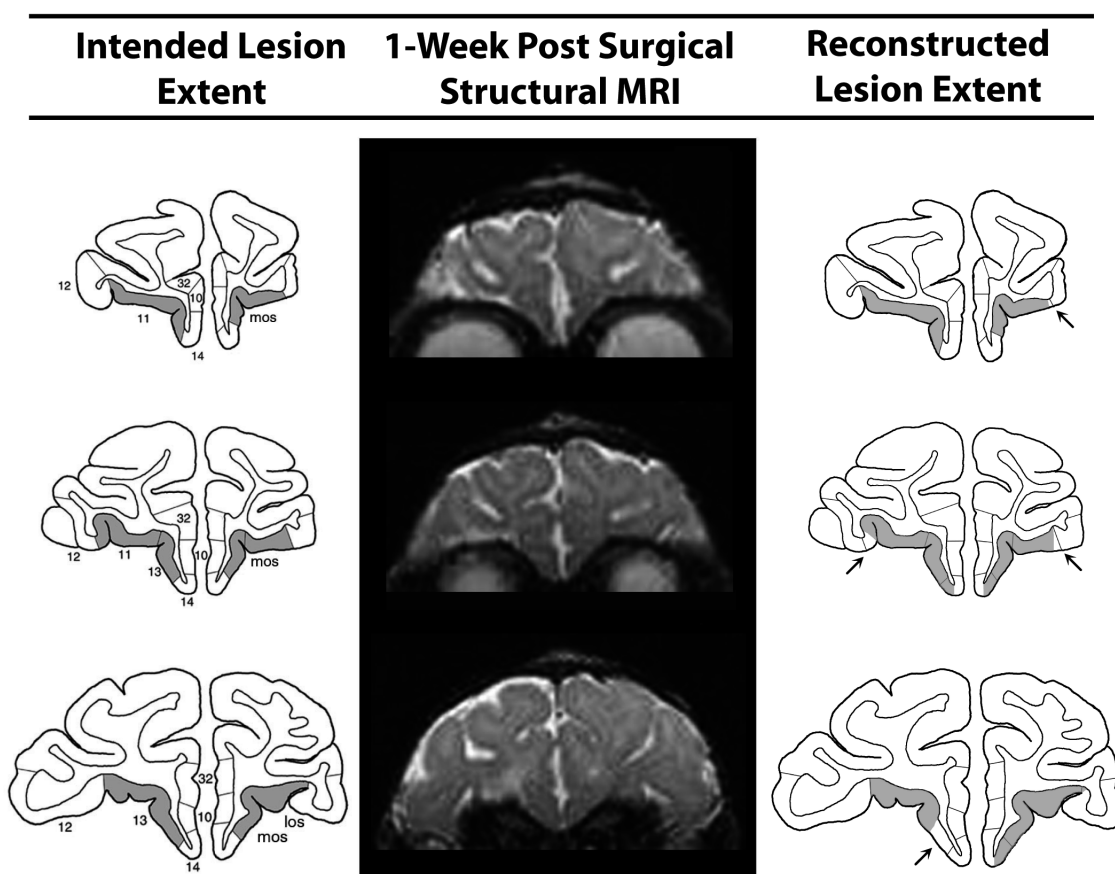 Intended Lesion
Extent
1-Week Post Surgical
Structural MRI
Reconstructed
Lesion Extent
12
32
10
11
mos
14
32
12
11
10
mos
13
14
32
12
13
10
los
mos
14